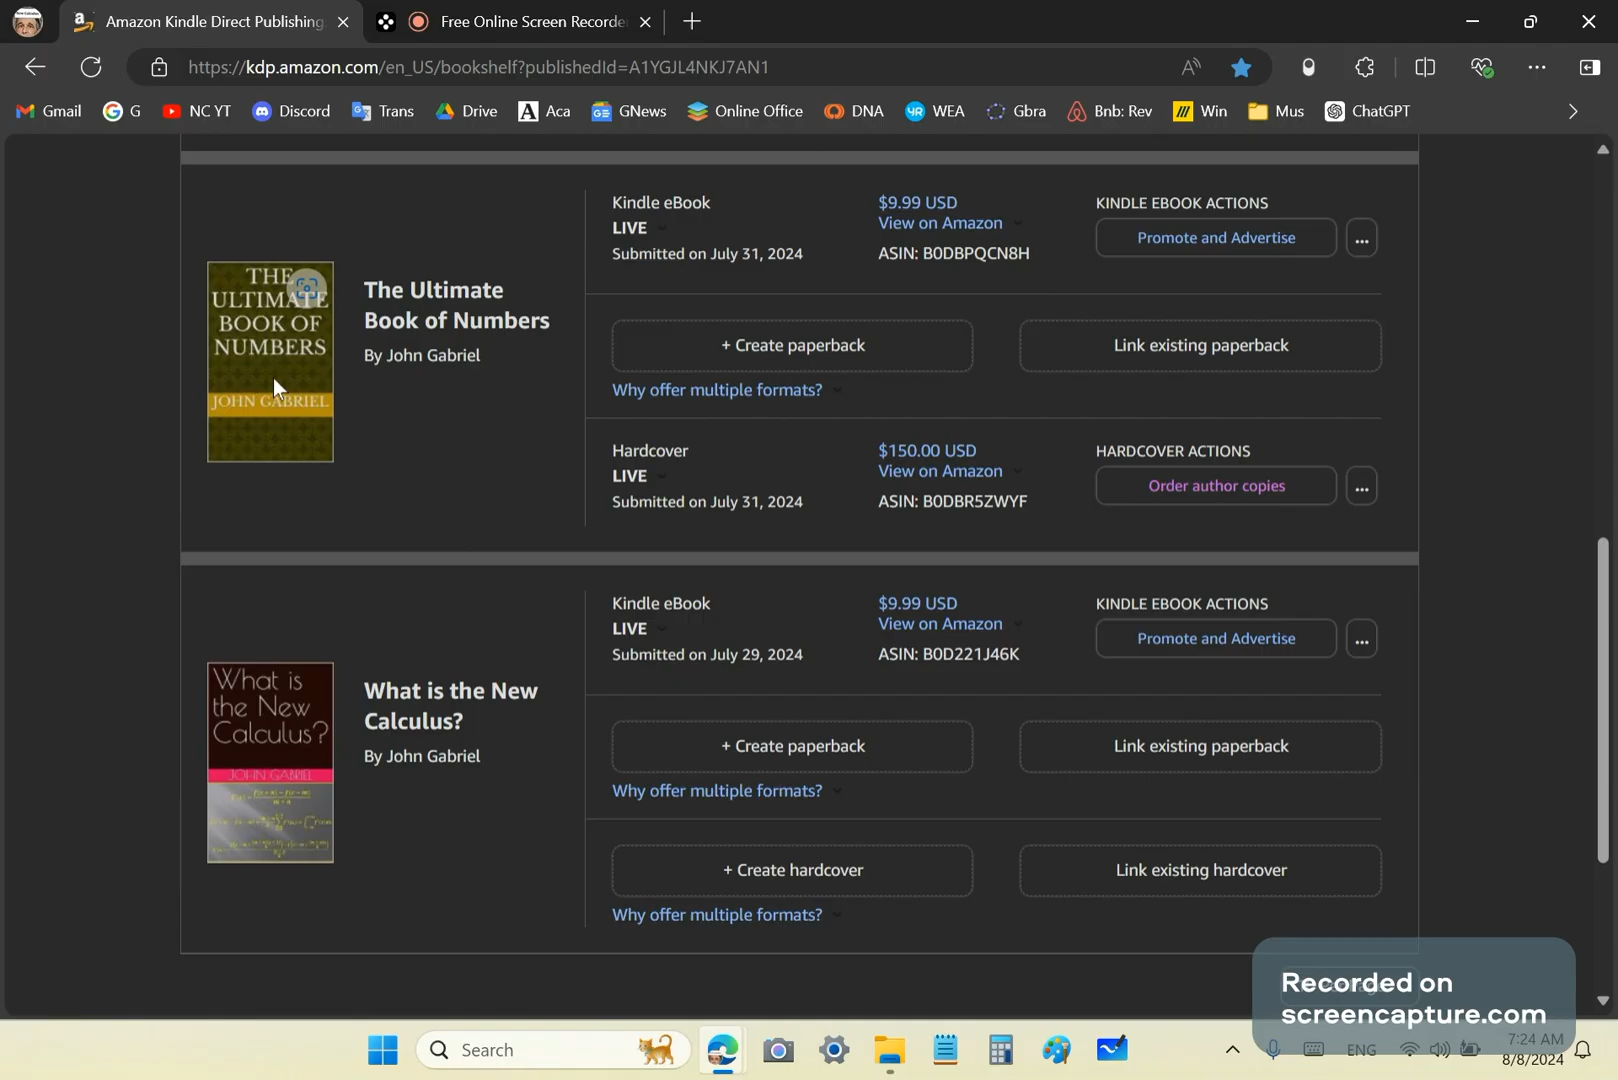 Amazon Kindle Direct Publishing
Free Online Screen Recorde
https://kdp.amazon.com/en_US/bookshelf?publishedId=A1YGJL4NKJ7AN1
Gmail G NC YT Discord Trans Drive Aca GNews Online Office DNA WEA Gbra Bnb: Rev Win Mus ChatGPT
THE
ULTIMATE
BOOK OF
NUMBERS
JOHN GABRIEL
The Ultimate
Book of Numbers
By John Gabriel
Kindle eBook
LIVE
Submitted on July 31, 2024
$9.99 USD
View on Amazon
ASIN: B0DBPQCN8H
KINDLE EBOOK ACTIONS
Promote and Advertise
...
+ Create paperback
Link existing paperback
Why offer multiple formats?
Hardcover
LIVE
Submitted on July 31, 2024
$150.00 USD
View on Amazon
ASIN: B0DBR5ZWYF
HARDCOVER ACTIONS
Order author copies
...
What is
the New
Calculus?
JOHN GABRIEL
What is the New
Calculus?
By John Gabriel
Kindle eBook
LIVE
Submitted on July 29, 2024
$9.99 USD
View on Amazon
ASIN: B0D221J46K
KINDLE EBOOK ACTIONS
Promote and Advertise
...
+ Create paperback
Link existing paperback
Why offer multiple formats?
+ Create hardcover
Link existing hardcover
Why offer multiple formats?
Recorded on
screencapture.com
Search
ENG
7:24 AM
8/8/2024